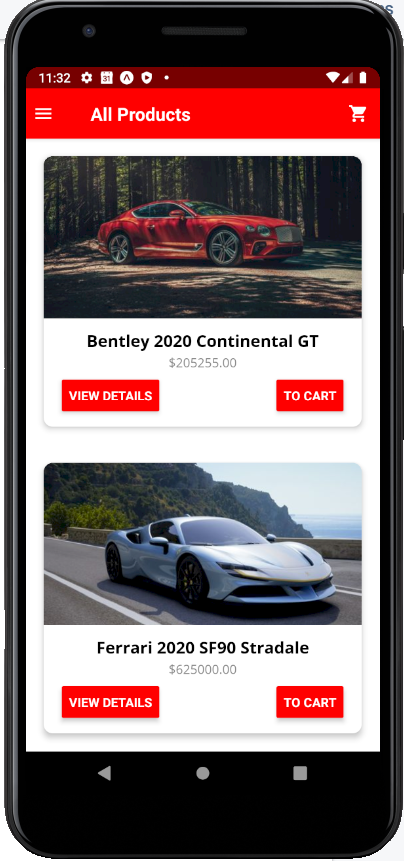 11:32 31
All Products
Bentley 2020 Continental GT
$205255.00
VIEW DETAILS TO CART
Ferrari 2020 SF90 Stradale
$625000.00
VIEW DETAILS TO CART